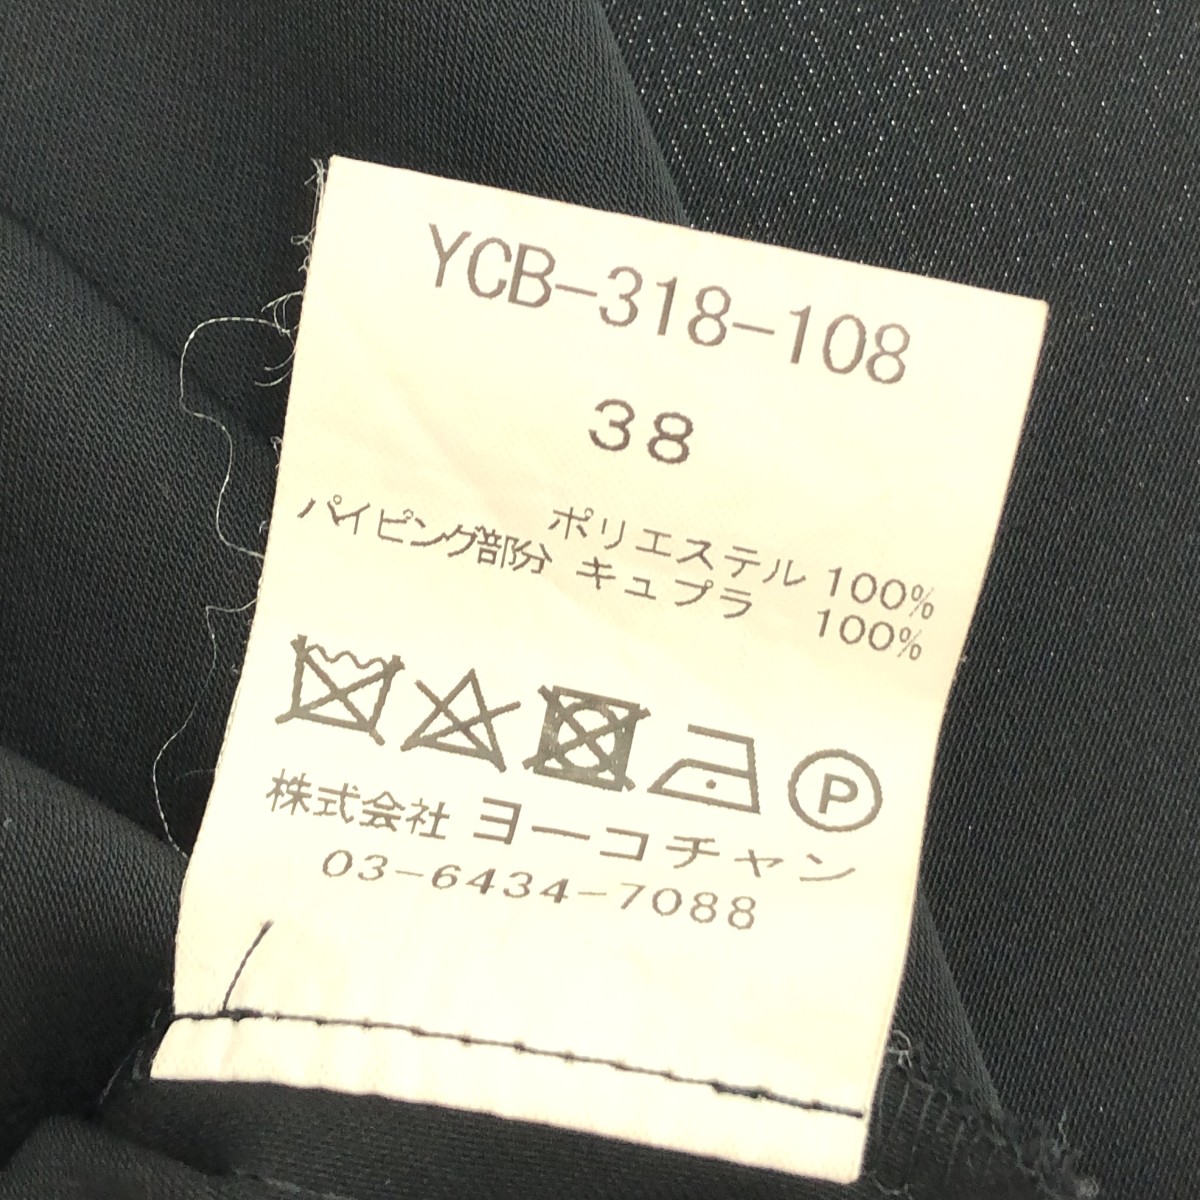 YCB-318-108
38
ポリエステル 100%
パイピング部分 キュプラ 100%
P
株式会社 ヨーコチャン
03-6434-7088